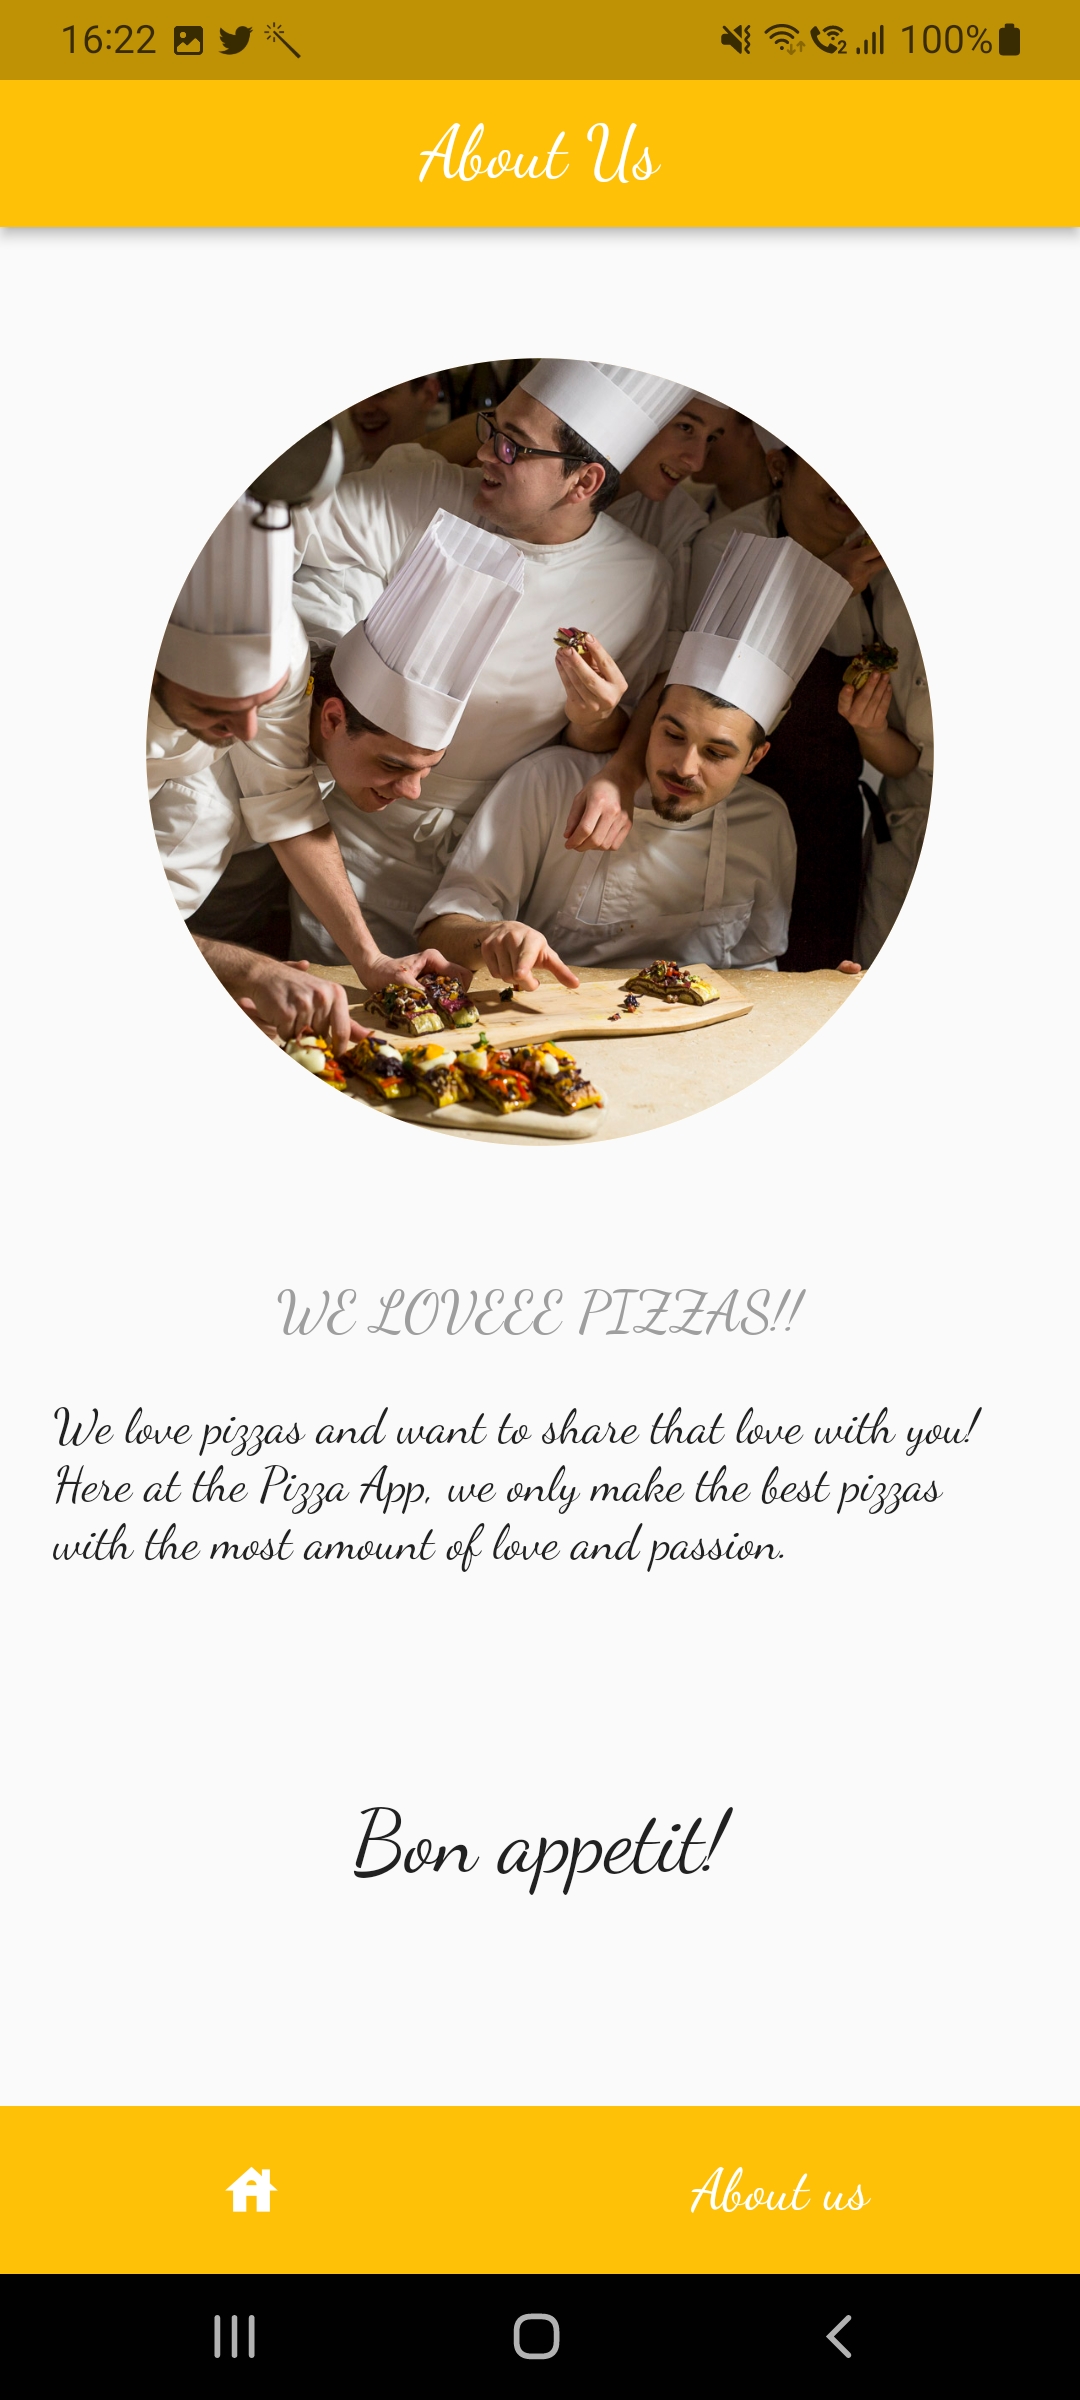 16:22
2
100%
About Us
WE LOVEEE PIZZAS!!
We love pizzas and want to share that love with you!
Here at the Pizza App, we only make the best pizzas
with the most amount of love and passion.
Bon appetit!
About us